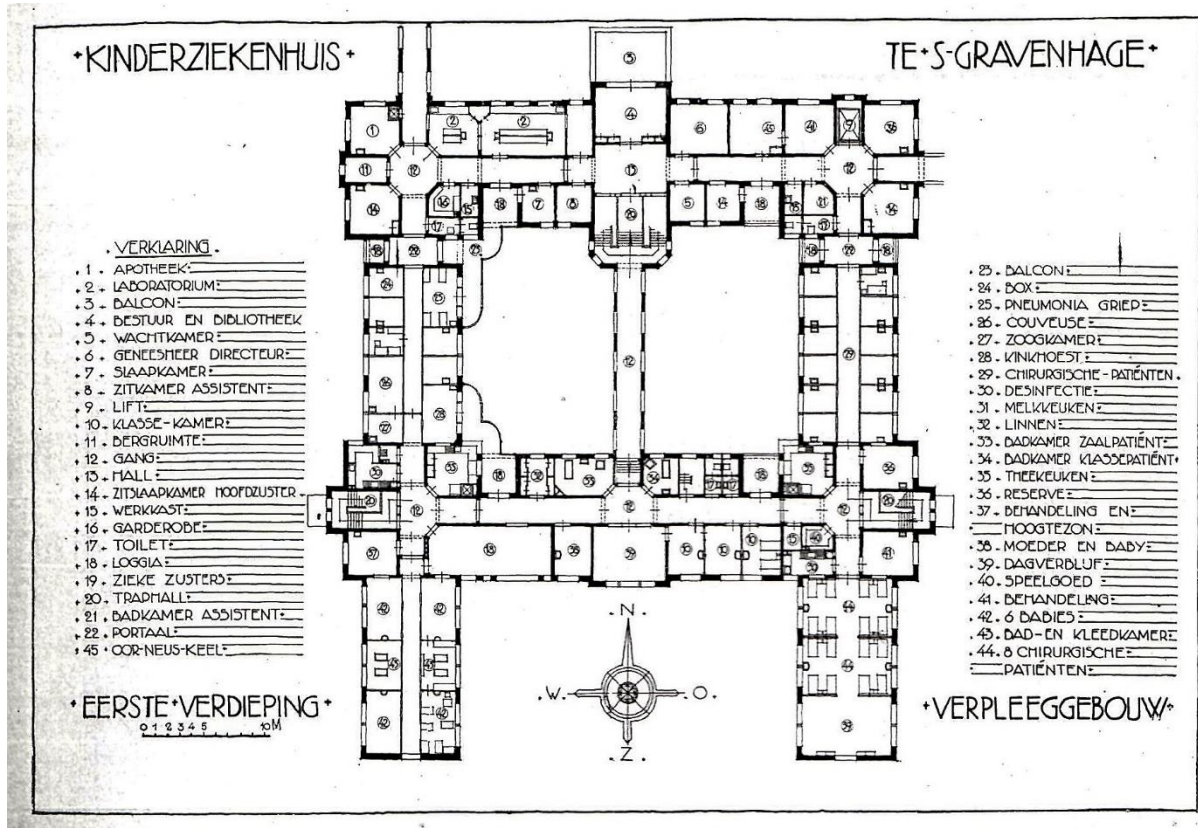 KINDERZIEKENHUIS
TE S-GRAVENHAGE
VERKLARING
1 APOTHEEK
2 LABORATORIUM
3 BALCON
4 BESTUUR EN BIBLIOTHEEK
5 WACHTKAMER
6 GENEESHEER DIRECTEUR
7 SLAAPKAMER
8 ZITKAMER ASSISTENT
9 LIFT
10 KLASSE-KAMER
11 BERGRUIMTE
12 GANG
13 HALL
14 ZITSLAAPKAMER HOOFDZUSTER
15 WERKKAST
16 GARDEROBE
17 TOILET
18 LOGGIA
19 ZIEKE ZUSTERS
20 TRAPHALL
21 BADKAMER ASSISTENT
22 PORTAAL
45 OOR-NEUS-KEEL
23 BALCON
24 BOX
25 PNEUMONIA GRIEP
26 COUVEUSE
27 ZOOGKAMER
28 KINKHOEST
29 CHIRURGISCHE-PATIËNTEN
30 DESINFECTIE
31 MELKKEUKEN
32 LINNEN
33 BADKAMER ZAALPATIËNT
34 BADKAMER KLASSEPATIËNT
35 THEEKEUKEN
36 RESERVE
37 BEHANDELING EN
HOOGTEZON
38 MOEDER EN BABY
39 DAGVERBLIJF
40 SPEELGOED
41 BEHANDELING
42 6 BABIES
43 BAD-EN KLEEDKAMER
44 8 CHIRURGISCHE
PATIËNTEN
EERSTE VERDIEPING
0 1 2 3 4 5 10M
N
W O
Z
VERPLEEGGEBOUW